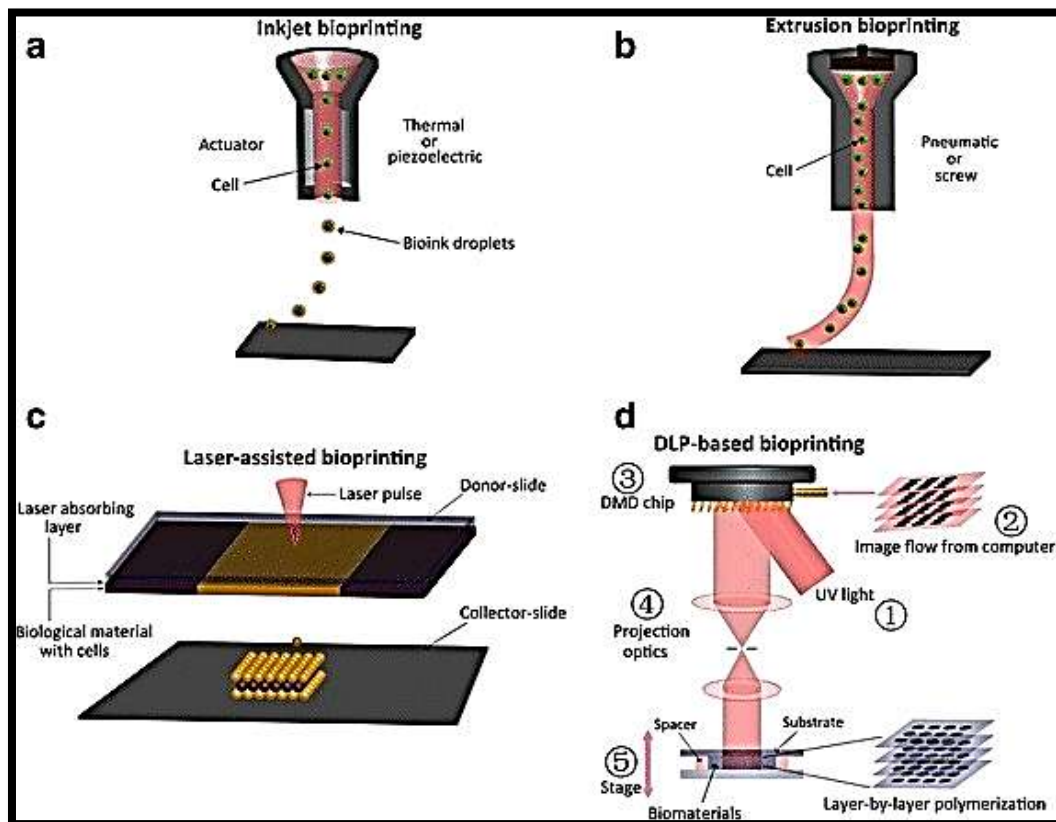 a
Inkjet bioprinting
Actuator
Thermal
or
piezoelectric
Cell
Bioink droplets
b
Extrusion bioprinting
Cell
Pneumatic
or
screw
c
Laser-assisted bioprinting
Laser pulse
Donor-slide
Laser absorbing
layer
Biological material
with cells
Collector-slide
d
DLP-based bioprinting
③
DMD chip
②
Image flow from computer
UV light
①
④
Projection
optics
Spacer
Substrate
⑤
Stage
Biomaterials
Layer-by-layer polymerization